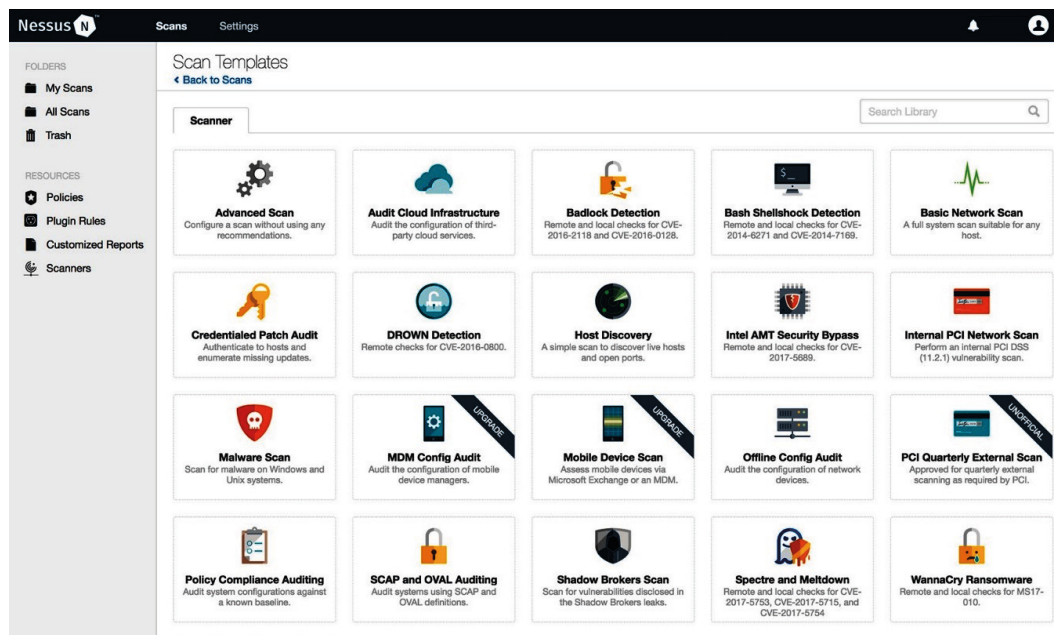 Nessus N
Scans
Settings
FOLDERS
My Scans
All Scans
Trash
RESOURCES
Policies
Plugin Rules
Customized Reports
Scanners
Scan Templates
Back to Scans
Scanner
Search Library
Advanced Scan
Configure a scan without using any
recommendations.
Audit Cloud Infrastructure
Audit the configuration of third-
party cloud services.
Badlock Detection
Remote and local checks for CVE-
2016-2118 and CVE-2016-0128.
$_
Bash Shellshock Detection
Remote and local checks for CVE-
2014-6271 and CVE-2014-7169.
Basic Network Scan
A full system scan suitable for any
host.
Credentialed Patch Audit
Authenticate to hosts and
enumerate missing updates.
DROWN Detection
Remote checks for CVE-2016-0800.
Host Discovery
A simple scan to discover live hosts
and open ports.
Intel AMT Security Bypass
Remote and local checks for CVE-
2017-5689.
Internal PCI Network Scan
Perform an internal PCI DSS
(11.2.1) vulnerability scan.
Malware Scan
Scan for malware on Windows and
Unix systems.
UPGRADE
MDM Config Audit
Audit the configuration of mobile
device managers.
UPGRADE
Mobile Device Scan
Assess mobile devices via
Microsoft Exchange or an MDM.
Offline Config Audit
Audit the configuration of network
devices.
UNOFFICIAL
PCI Quarterly External Scan
Approved for quarterly external
scanning as required by PCI.
Policy Compliance Auditing
Audit system configurations against
a known baseline.
SCAP and OVAL Auditing
Audit systems using SCAP and
OVAL definitions.
Shadow Brokers Scan
Scan for vulnerabilities disclosed in
the Shadow Brokers leaks.
Spectre and Meltdown
Remote and local checks for CVE-
2017-5753, CVE-2017-5715, and
CVE-2017-5754
WannaCry Ransomware
Remote and local checks for MS17-
010.